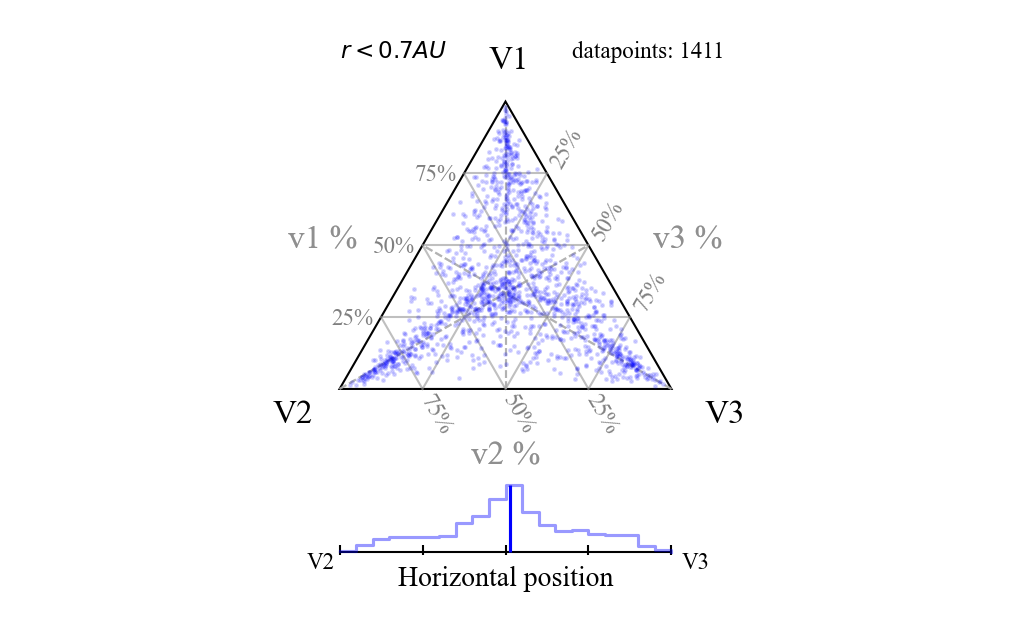 r < 0.7AU
V1
datapoints: 1411
25%
75%
50%
v1 %
50%
v3 %
75%
25%
V2
75%
50%
25%
V3
v2 %
V2
V3
Horizontal position